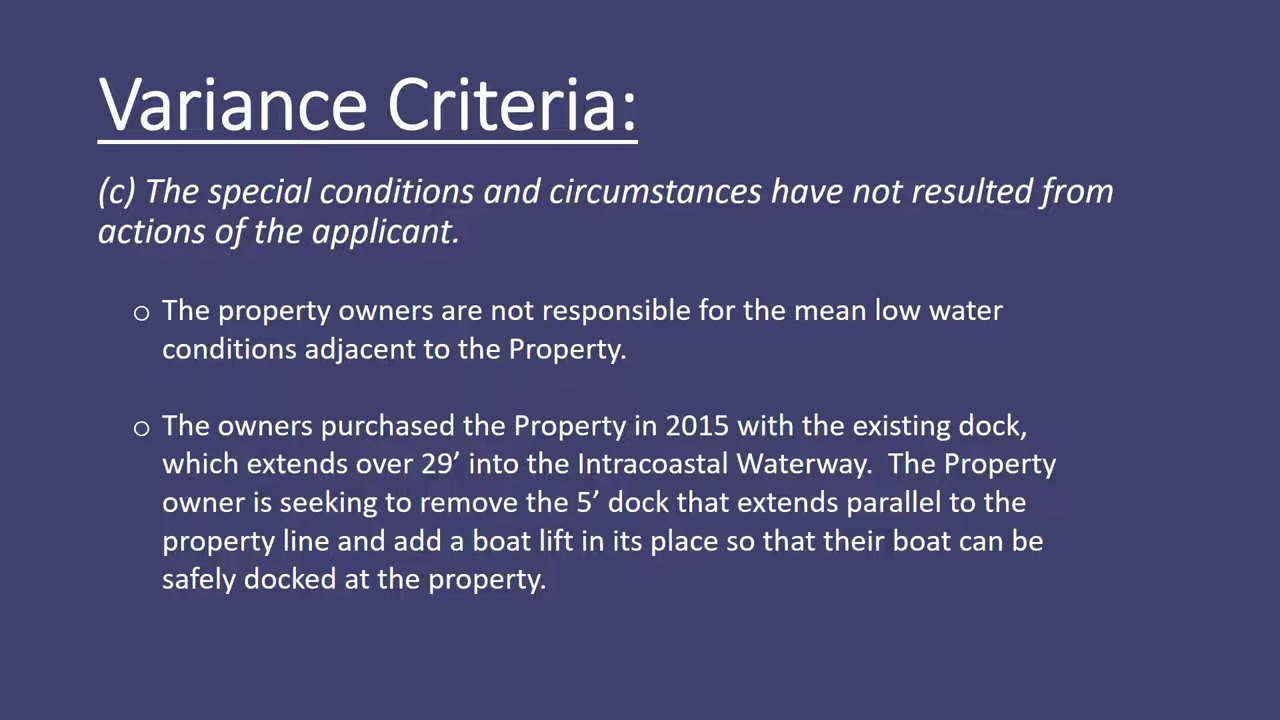 Variance Criteria:
(c) The special conditions and circumstances have not resulted from
actions of the applicant.
o The property owners are not responsible for the mean low water
conditions adjacent to the Property.
o The owners purchased the Property in 2015 with the existing dock,
which extends over 29’ into the Intracoastal Waterway.  The Property
owner is seeking to remove the 5’ dock that extends parallel to the
property line and add a boat lift in its place so that their boat can be
safely docked at the property.